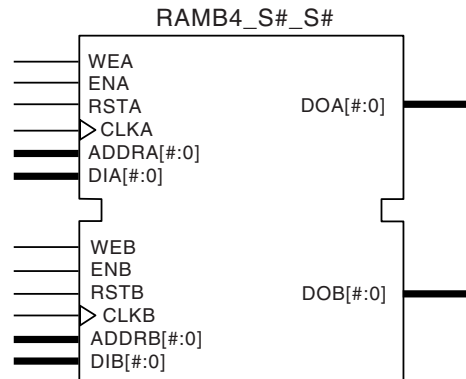 RAMB4_S#_S#
WEA
ENA
RSTA
CLKA
ADDRA[#:0]
DIA[#:0]
DOA[#:0]
WEB
ENB
RSTB
CLKB
ADDRB[#:0]
DIB[#:0]
DOB[#:0]